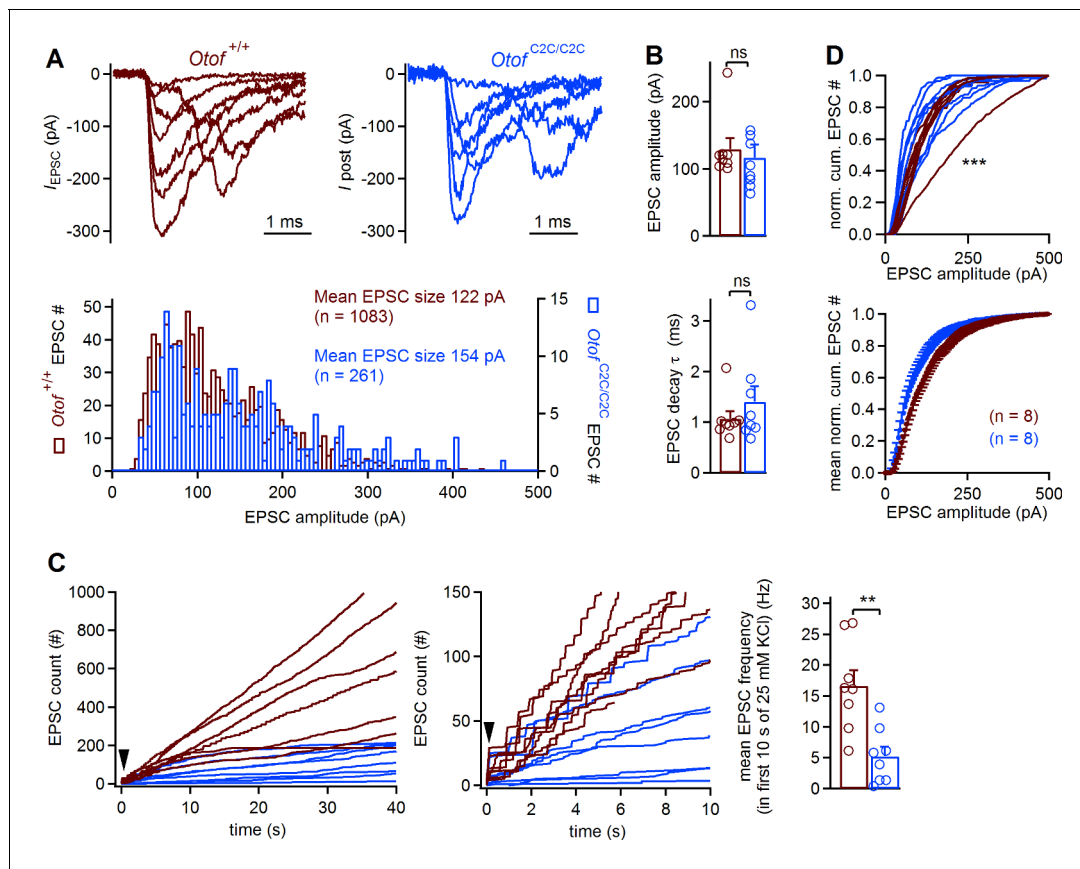 A
Otof +/+
0
-100
-200
-300
I EPSC (pA)
1 ms
Otof C2C/C2C
0
-100
-200
-300
I post (pA)
1 ms
50
40
30
20
10
0
Otof +/+ EPSC #
Mean EPSC size 122 pA
(n = 1083)
Mean EPSC size 154 pA
(n = 261)
15
10
5
0
Otof C2C/C2C EPSC #
0 100 200 300 400 500
EPSC amplitude (pA)
B
ns
200
100
0
EPSC amplitude (pA)
ns
3
2
1
0
EPSC decay τ (ms)
D
1.0
0.8
0.6
0.4
0.2
0.0
norm. cum. EPSC #
***
0 250 500
EPSC amplitude (pA)
1.0
0.8
0.6
0.4
0.2
0.0
mean norm. cum. EPSC #
(n = 8)
(n = 8)
0 250 500
EPSC amplitude (pA)
C
1000
800
600
400
200
0
EPSC count (#)
0 10 20 30 40
time (s)
150
100
50
0
EPSC count (#)
0 2 4 6 8 10
time (s)
mean EPSC frequency
(in first 10 s of 25 mM KCl) (Hz)
30
25
20
15
10
5
0
**